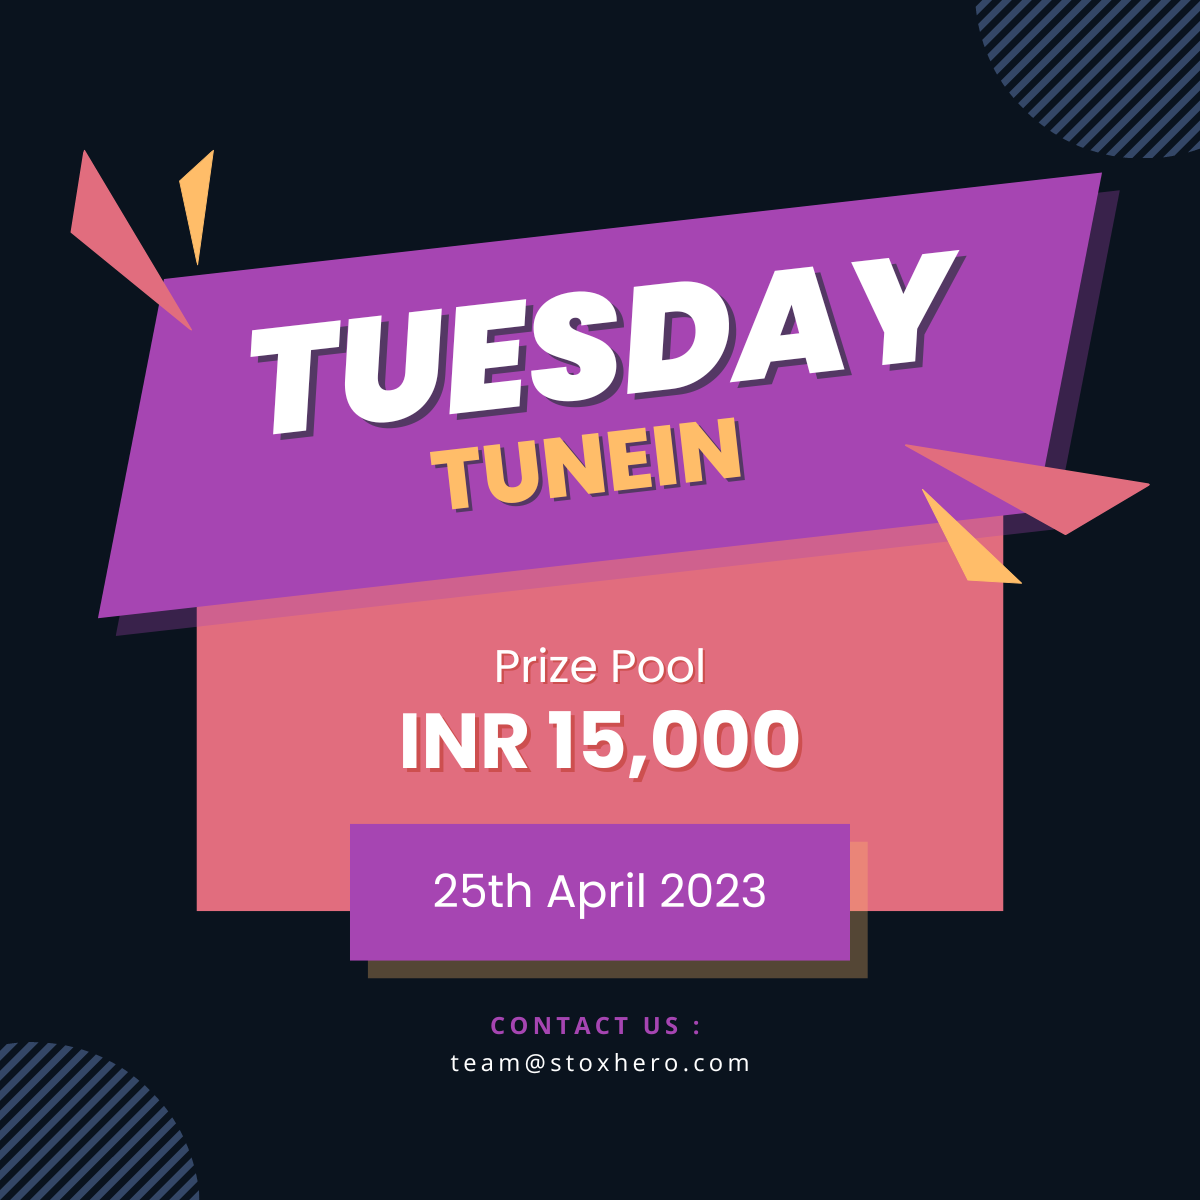 TUESDAY
TUNEIN
Prize Pool
INR 15,000
25th April 2023
CONTACT US :
team@stoxhero.com